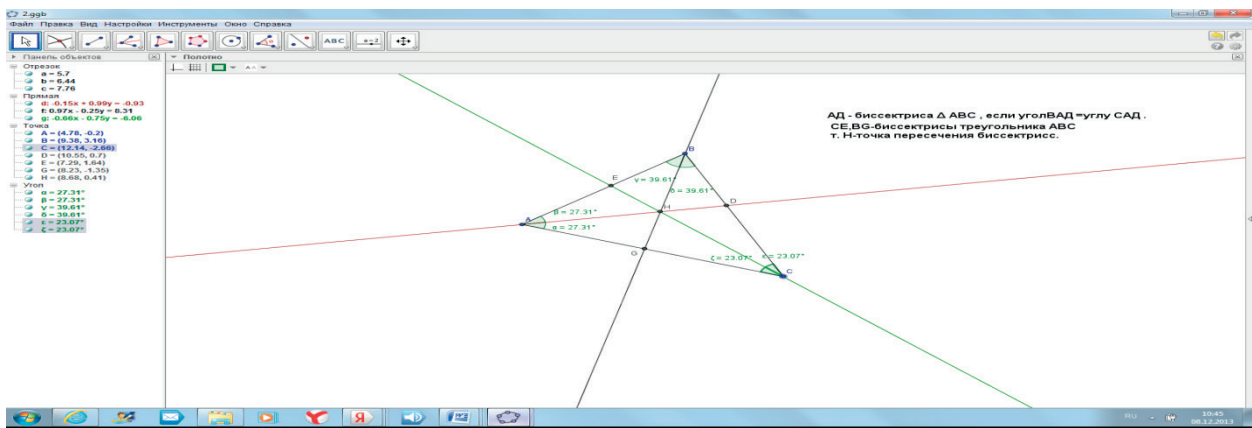 2.ggb
Файл Правка Вид Настройки Инструменты Окно Справка
ABC
a=2
Панель объектов
Полотно
Отрезок
a = 5.7
b = 6.44
c = 7.76
Прямая
d: -0.15x + 0.99y = -0.93
f: 0.97x - 0.25y = 8.31
g: -0.66x - 0.75y = -6.06
Точка
A = (4.78, -0.2)
B = (9.38, 3.16)
C = (12.14, -2.66)
D = (10.55, 0.7)
E = (7.29, 1.64)
G = (8.23, -1.35)
H = (8.68, 0.41)
Угол
α = 27.31°
β = 27.31°
γ = 39.61°
δ = 39.61°
ε = 23.07°
ζ = 23.07°
АД - биссектриса Δ АВС , если уголВАД =углу САД .
СЕ,BG-биссектрисы треугольника АВС
т. Н-точка пересечения биссектрисс.
B
E
γ = 39.61°
δ = 39.61°
D
H
A
β = 27.31°
α = 27.31°
G
ζ = 23.07°
ε = 23.07°
C
RU
10:45
06.12.2013